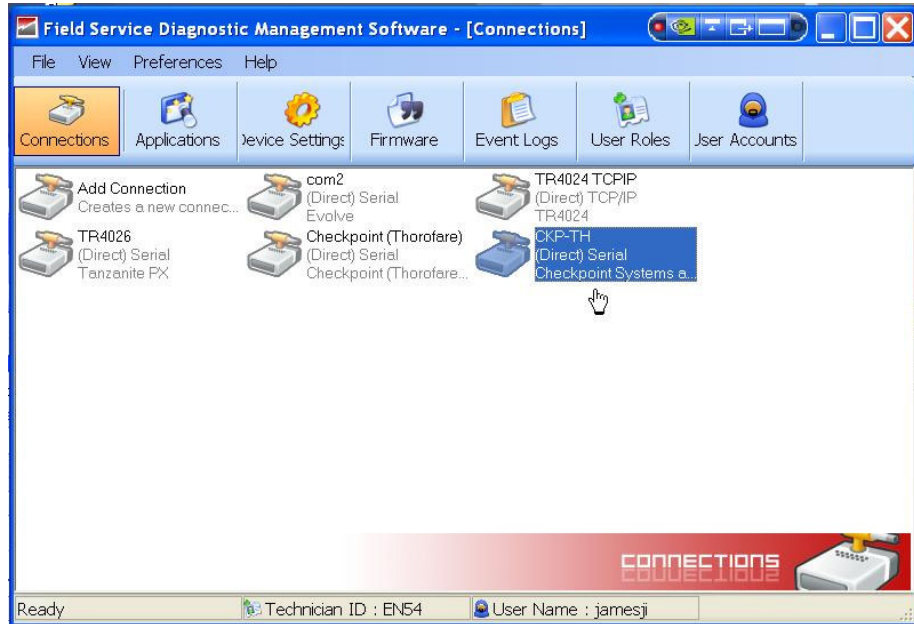 Field Service Diagnostic Management Software - [Connections]
File View Preferences Help
Connections Applications Device Settings Firmware Event Logs User Roles User Accounts
Add Connection
Creates a new connec...
com2
(Direct) Serial
Evolve
TR4024 TCPIP
(Direct) TCP/IP
TR4024
TR4026
(Direct) Serial
Tanzanite PX
Checkpoint (Thorofare)
(Direct) Serial
Checkpoint (Thorofare...
CKP-TH
(Direct) Serial
Checkpoint Systems a...
CONNECTIONS
Ready Technician ID : EN54 User Name : jamesji